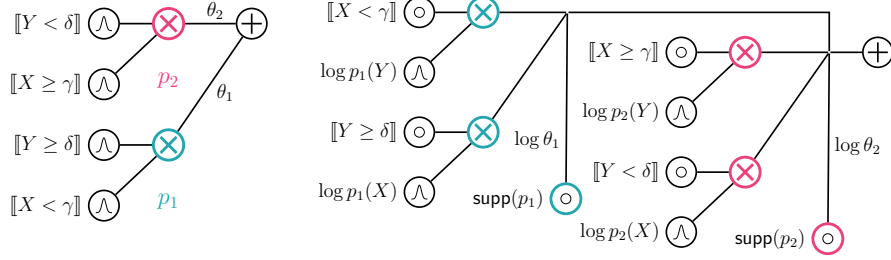 ⟦Y < δ⟧
θ₂
⟦X ≥ γ⟧
p₂
θ₁
⟦Y ≥ δ⟧
⟦X < γ⟧
p₁
⟦X < γ⟧
log p₁(Y)
⟦Y ≥ δ⟧
log θ₁
log p₁(X)
supp(p₁)
⟦X ≥ γ⟧
log p₂(Y)
log θ₂
⟦Y < δ⟧
log p₂(X)
supp(p₂)